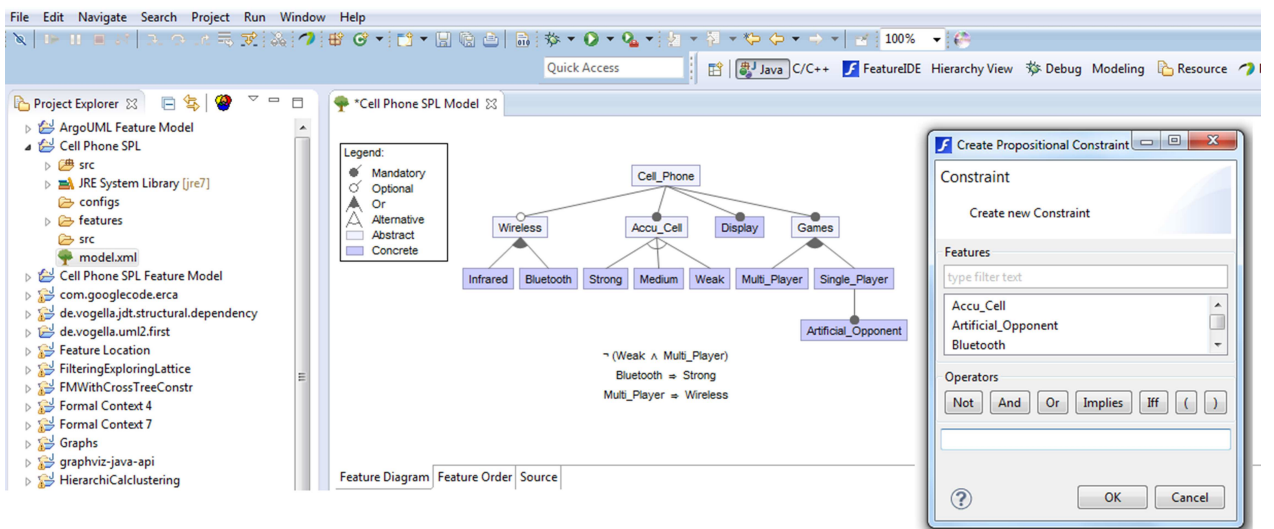 File Edit Navigate Search Project Run Window Help
100%
Quick Access
Java C/C++ FeatureIDE Hierarchy View Debug Modeling Resource
Project Explorer
ArgoUML Feature Model
Cell Phone SPL
src
JRE System Library [jre7]
configs
features
src
model.xml
Cell Phone SPL Feature Model
com.googlecode.erca
de.vogella.jdt.structural.dependency
de.vogella.uml2.first
Feature Location
FilteringExploringLattice
FMWithCrossTreeConstr
Formal Context 4
Formal Context 7
Graphs
graphviz-java-api
HierarchiCalclustering
*Cell Phone SPL Model
Legend:
Mandatory
Optional
Or
Alternative
Abstract
Concrete
Cell_Phone
Wireless Accu_Cell Display Games
Infrared Bluetooth Strong Medium Weak Multi_Player Single_Player
Artificial_Opponent
¬ (Weak ∧ Multi_Player)
Bluetooth ⇒ Strong
Multi_Player ⇒ Wireless
Feature Diagram Feature Order Source
Create Propositional Constraint
Constraint
Create new Constraint
Features
type filter text
Accu_Cell
Artificial_Opponent
Bluetooth
Operators
Not And Or Implies Iff ( )
OK Cancel